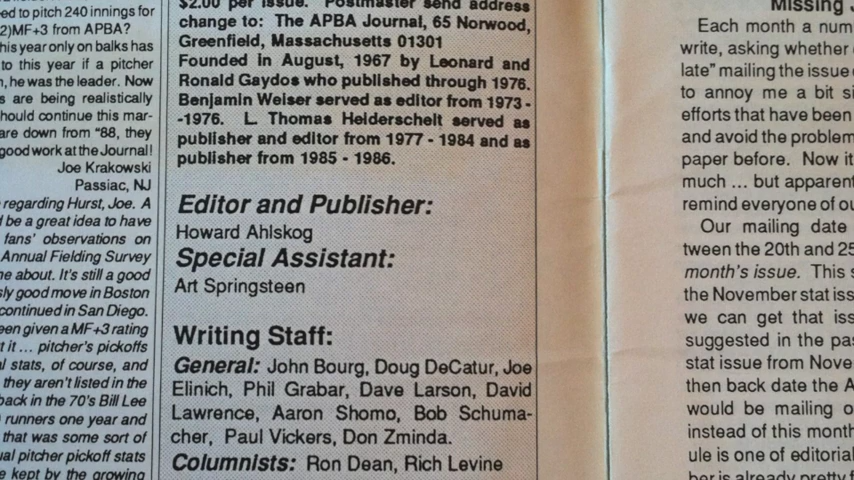 ed to pitch 240 innings for
2)MF+3 from APBA?
his year only on balks has
to this year if a pitcher
, he was the leader. Now
s are being realistically
hould continue this mar-
are down from "88, they
good work at the Journal!
Joe Krakowski
Passiac, NJ
regarding Hurst, Joe. A
d be a great idea to have
fans' observations on
Annual Fielding Survey
me about. It's still a good
sly good move in Boston
continued in San Diego.
een given a MF+3 rating
t it ... pitcher's pickoffs
al stats, of course, and
they aren't listed in the
back in the 70's Bill Lee
runners one year and
that was some sort of
ual pitcher pickoff stats
e kept by the growing
$2.00 per issue. Postmaster send address
change to: The APBA Journal, 65 Norwood,
Greenfield, Massachusetts 01301
Founded in August, 1967 by Leonard and
Ronald Gaydos who published through 1976.
Benjamin Weiser served as editor from 1973 -
-1976. L. Thomas Heiderscheit served as
publisher and editor from 1977 - 1984 and as
publisher from 1985 - 1986.
Editor and Publisher:
Howard Ahlskog
Special Assistant:
Art Springsteen
Writing Staff:
General: John Bourg, Doug DeCatur, Joe
Elinich, Phil Grabar, Dave Larson, David
Lawrence, Aaron Shomo, Bob Schuma-
cher, Paul Vickers, Don Zminda.
Columnists: Ron Dean, Rich Levine
Missing J
Each month a num
write, asking whether
late" mailing the issue
to annoy me a bit si
efforts that have been
and avoid the problem
paper before. Now it
much ... but apparent
remind everyone of ou
Our mailing date
tween the 20th and 25
month's issue. This s
the November stat iss
we can get that iss
suggested in the pas
stat issue from Nove
then back date the A
would be mailing o
instead of this month
ule is one of editorial
ber is already pretty f